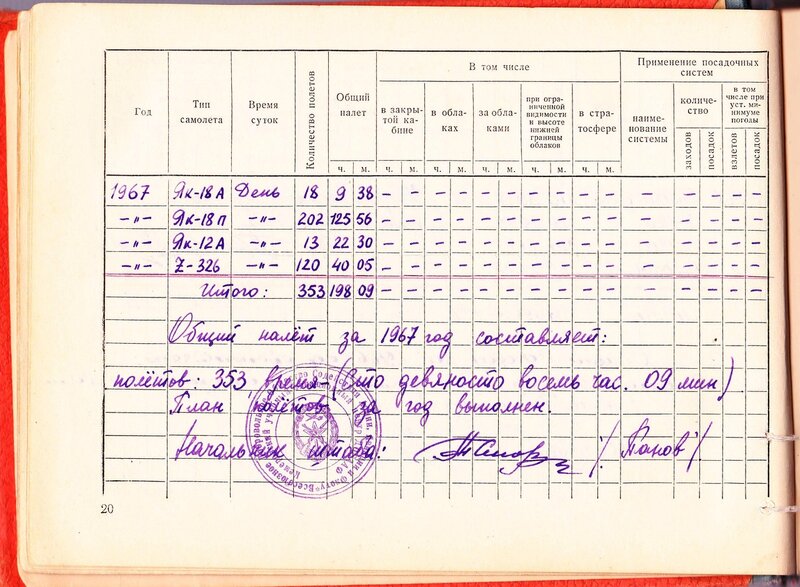 Год Тип самолета Время суток Количество полетов Общий налет В том числе Применение посадочных систем
в закрытой кабине в облаках за облаками при ограниченной видимости и высоте нижней границы облаков в стратосфере наименование системы количество в том числе при уст. минимуме погоды
заходов посадок взлетов посадок
ч. м. ч. м. ч. м. ч. м. ч. м. ч. м.
1967 Як-18А День 18 9 38 – – – – – – – – – – – – – – –
–〃– Як-18П –〃– 202 125 56 – – – – – – – – – – – – – – –
–〃– Як-12А –〃– 13 22 30 – – – – – – – – – – – – – – –
–〃– Z-326 –〃– 120 40 05 – – – – – – – – – – – – – – –
Итого: 353 198 09 – – – – – – – – – – – – – – –
Общий налёт за 1967 год составляет:
полётов: 353 время – (Сто девяносто восемь час. 09 мин)
План полётов за год выполнен.
Начальник штаба: / Панов /
20